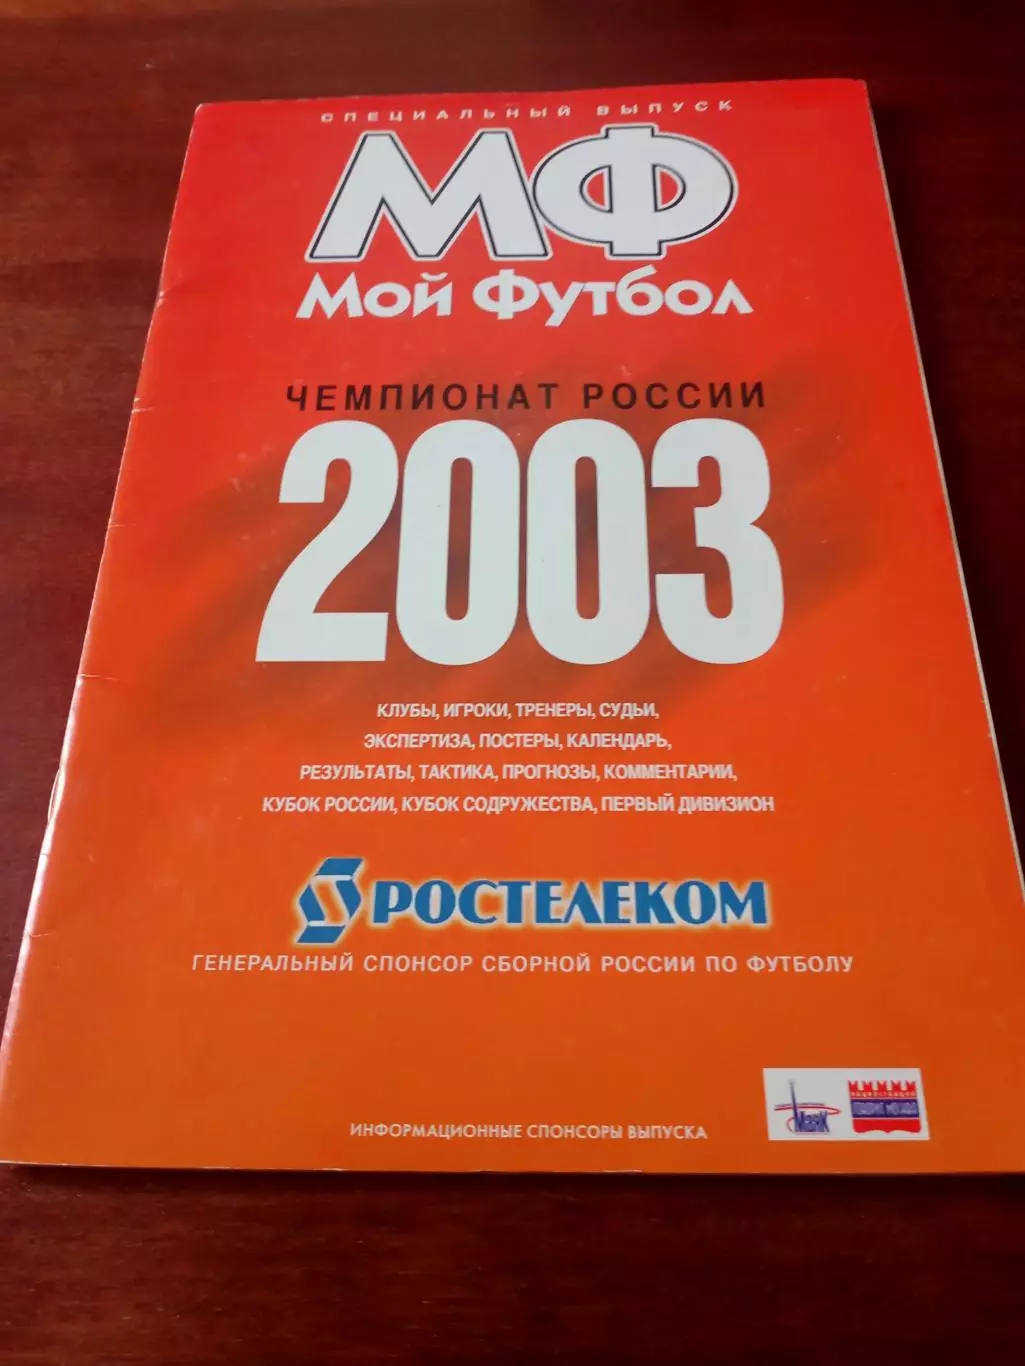 СПЕЦИАЛЬНЫЙ ВЫПУСК
МФ
Мой Футбол
ЧЕМПИОНАТ РОССИИ
2003
КЛУБЫ, ИГРОКИ, ТРЕНЕРЫ, СУДЬИ,
ЭКСПЕРТИЗА, ПОСТЕРЫ, КАЛЕНДАРЬ,
РЕЗУЛЬТАТЫ, ТАКТИКА, ПРОГНОЗЫ, КОММЕНТАРИИ,
КУБОК РОССИИ, КУБОК СОДРУЖЕСТВА, ПЕРВЫЙ ДИВИЗИОН
РОСТЕЛЕКОМ
ГЕНЕРАЛЬНЫЙ СПОНСОР СБОРНОЙ РОССИИ ПО ФУТБОЛУ
ИНФОРМАЦИОННЫЕ СПОНСОРЫ ВЫПУСКА
Маяк